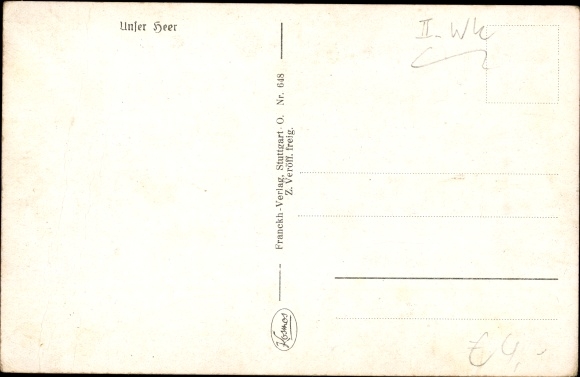 Unser Heer
II. Wk
Franckh-Verlag, Stuttgart-O. Nr. 648
Z. Veröff. freig.
Kosmos
€ 4,-